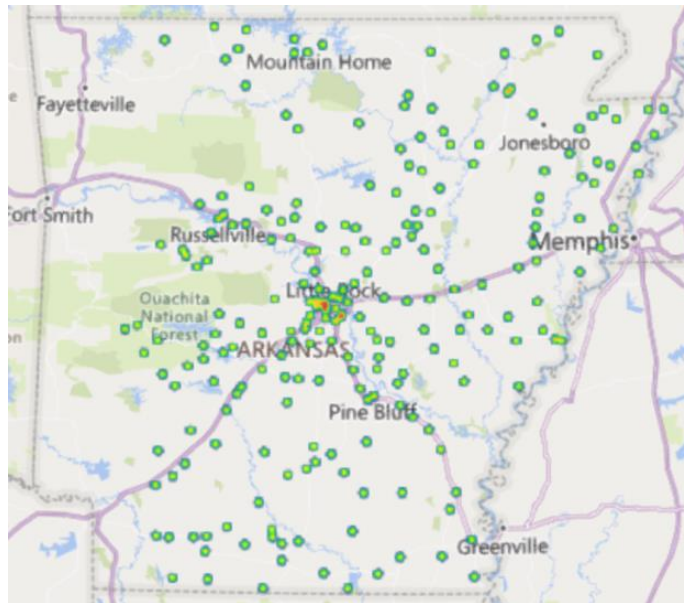 Mountain Home
Fayetteville
Jonesboro
Fort Smith
Russellville
Memphis
Little Rock
Ouachita
National
Forest
ARKANSAS
Pine Bluff
Greenville